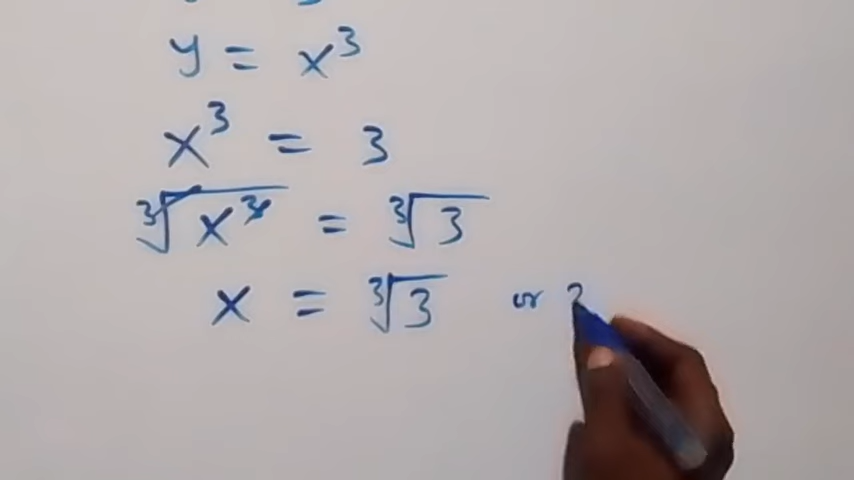 y = x³
x³ = 3
∛x³ = ∛3
x = ∛3 or